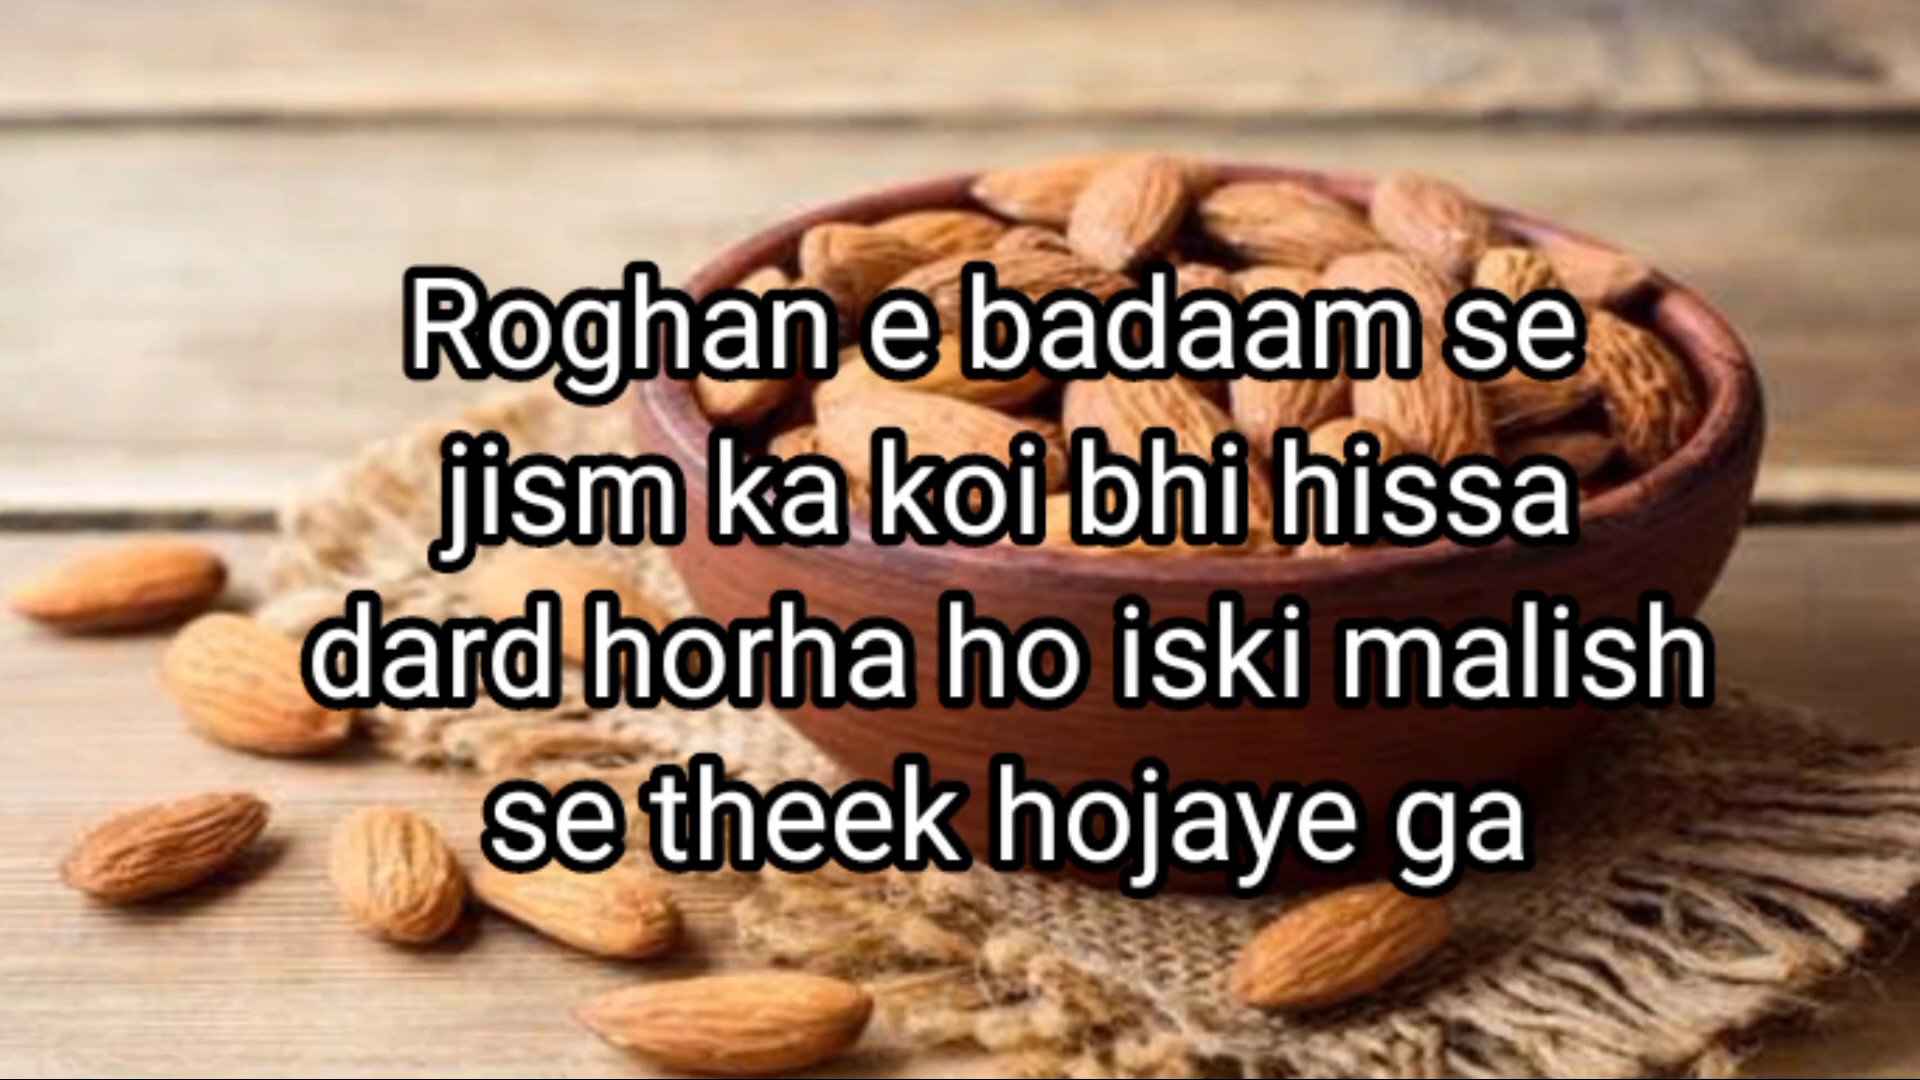 Roghan e badaam se
jism ka koi bhi hissa
dard horha ho iski malish
se theek hojaye ga